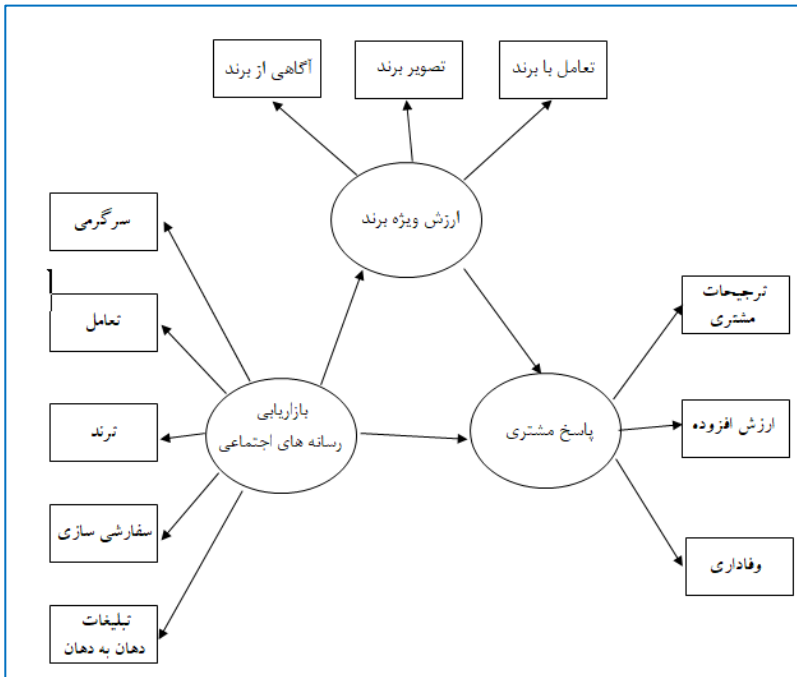 آگاهی از برند
تصویر برند
تعامل با برند
ارزش ویژه برند
سرگرمی
تعامل
ترند
سفارشی سازی
تبلیغات
دهان به دهان
بازاریابی
رسانه های اجتماعی
پاسخ مشتری
ترجیحات
مشتری
ارزش افزوده
وفاداری